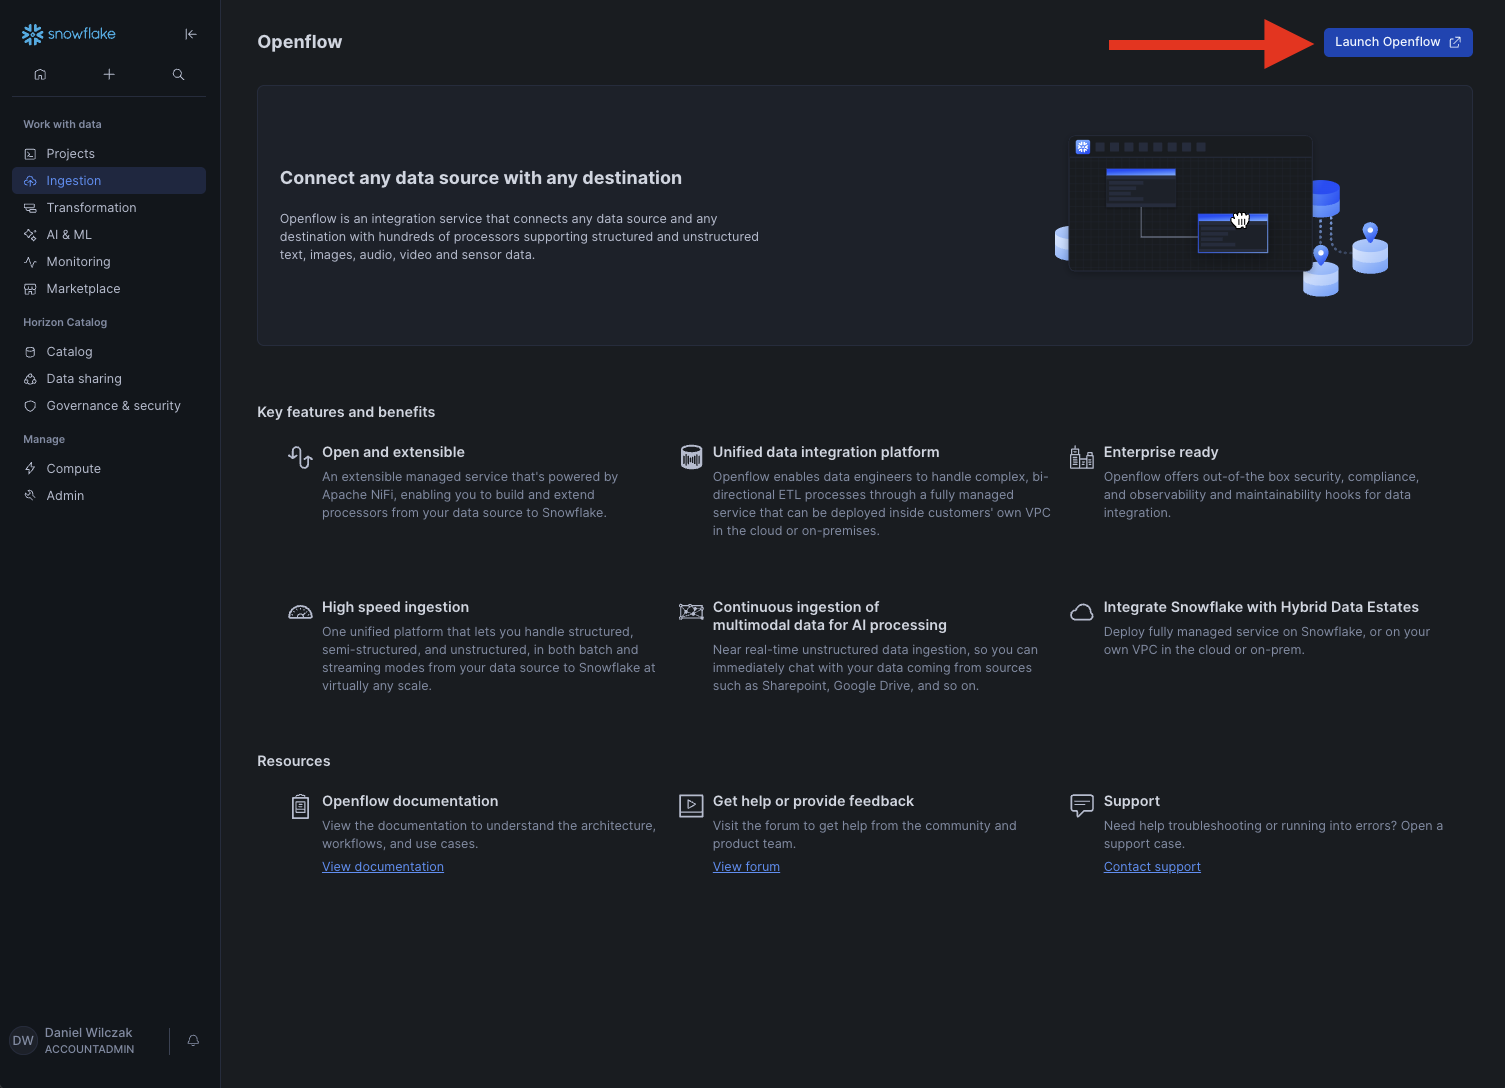 snowflake
Work with data
Projects
Ingestion
Transformation
AI & ML
Monitoring
Marketplace
Horizon Catalog
Catalog
Data sharing
Governance & security
Manage
Compute
Admin
DW
Daniel Wilczak
ACCOUNTADMIN
Openflow
Launch Openflow
Connect any data source with any destination
Openflow is an integration service that connects any data source and any
destination with hundreds of processors supporting structured and unstructured
text, images, audio, video and sensor data.
Key features and benefits
Open and extensible
An extensible managed service that's powered by
Apache NiFi, enabling you to build and extend
processors from your data source to Snowflake.
Unified data integration platform
Openflow enables data engineers to handle complex, bi-
directional ETL processes through a fully managed
service that can be deployed inside customers' own VPC
in the cloud or on-premises.
Enterprise ready
Openflow offers out-of-the box security, compliance,
and observability and maintainability hooks for data
integration.
High speed ingestion
One unified platform that lets you handle structured,
semi-structured, and unstructured, in both batch and
streaming modes from your data source to Snowflake at
virtually any scale.
Continuous ingestion of
multimodal data for AI processing
Near real-time unstructured data ingestion, so you can
immediately chat with your data coming from sources
such as Sharepoint, Google Drive, and so on.
Integrate Snowflake with Hybrid Data Estates
Deploy fully managed service on Snowflake, or on your
own VPC in the cloud or on-prem.
Resources
Openflow documentation
View the documentation to understand the architecture,
workflows, and use cases.
View documentation
Get help or provide feedback
Visit the forum to get help from the community and
product team.
View forum
Support
Need help troubleshooting or running into errors? Open a
support case.
Contact support